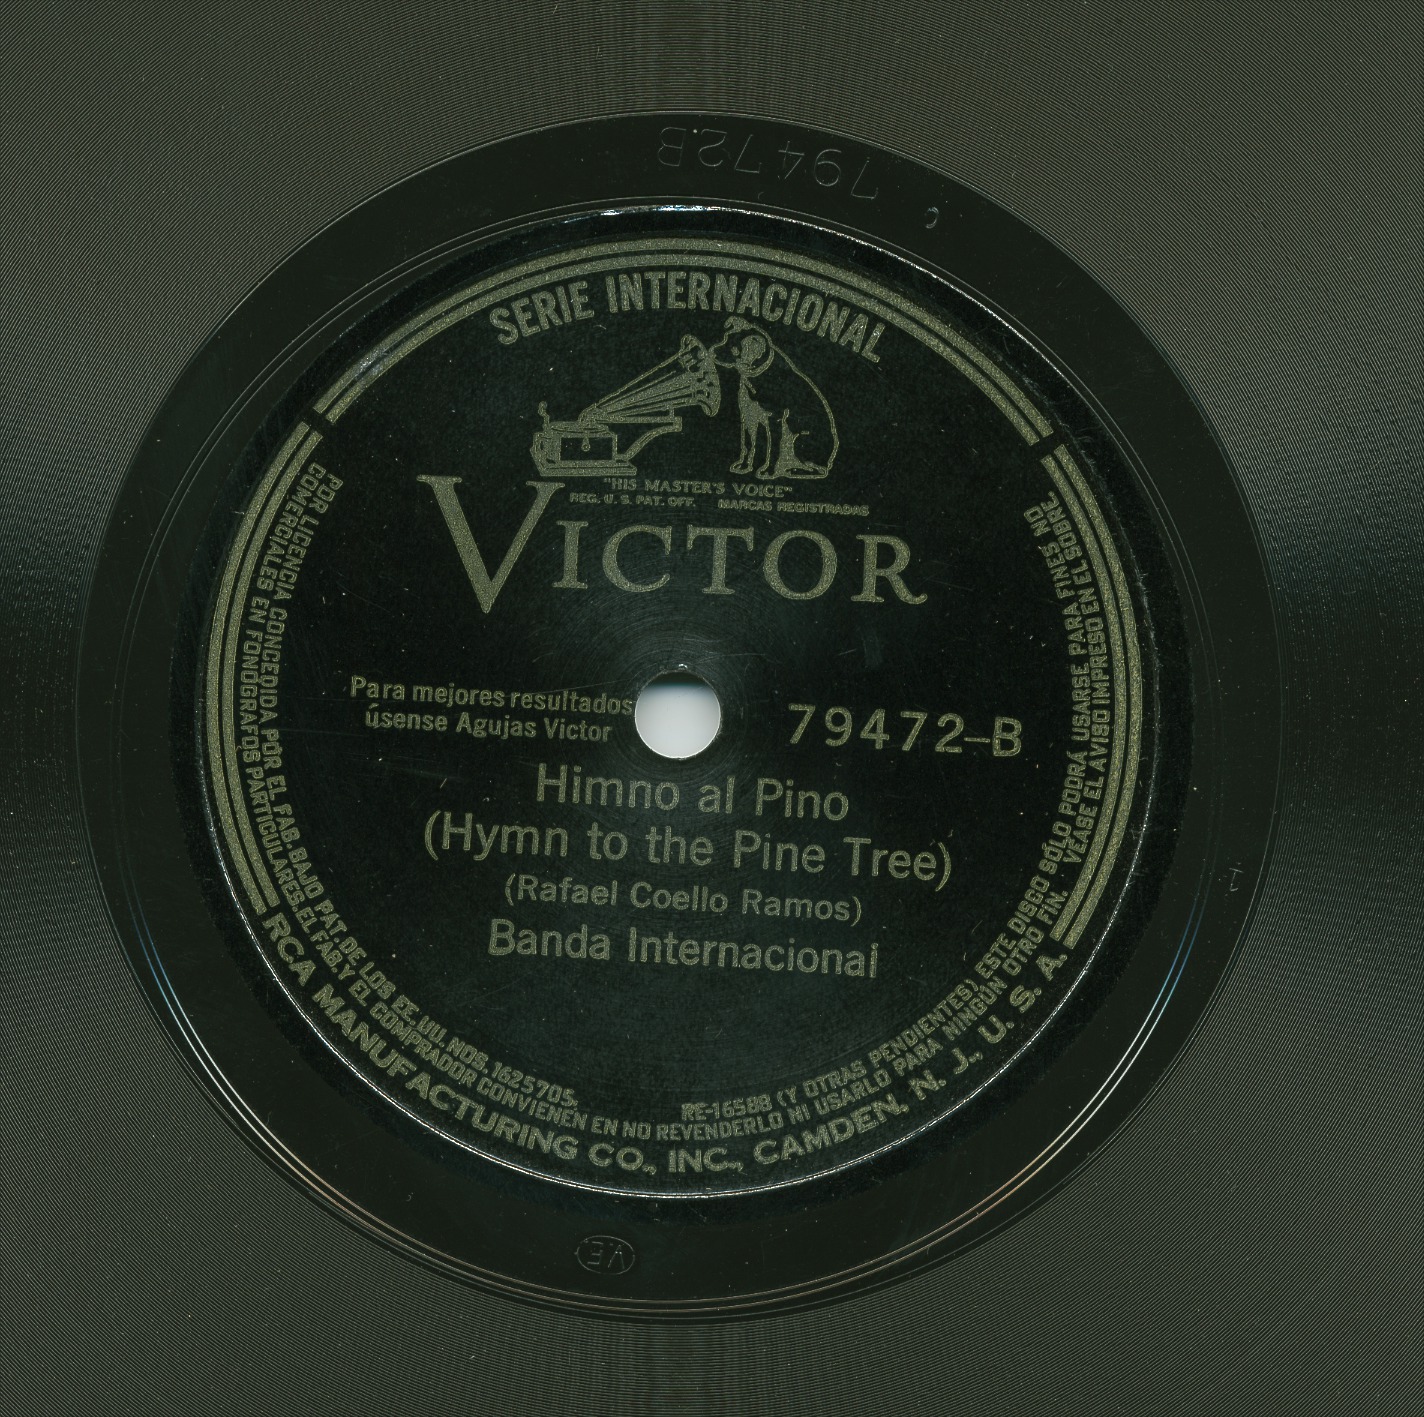 79472B
SERIE INTERNACIONAL
"HIS MASTER'S VOICE"
REG. U. S. PAT. OFF. MARCAS REGISTRADAS
VICTOR
Para mejores resultados
úsense Agujas Victor
79472-B
Himno al Pino
(Hymn to the Pine Tree)
(Rafael Coello Ramos)
Banda Internacional
POR LICENCIA CONCEDIDA POR EL FAB. BAJO PAT. DE LOS EE. UU. NOS. 1625705,
RE-16588 (Y OTRAS PENDIENTES) ESTE DISCO SÓLO PODRÁ USARSE PARA FINES NO
COMERCIALES EN FONÓGRAFOS PARTICULARES. EL FAB. Y EL COMPRADOR CONVIENEN EN NO REVENDERLO NI USARLO PARA NINGÚN OTRO FIN. VÉASE EL AVISO IMPRESO EN EL SOBRE.
RCA MANUFACTURING CO., INC., CAMDEN, N. J., U. S. A.
VE